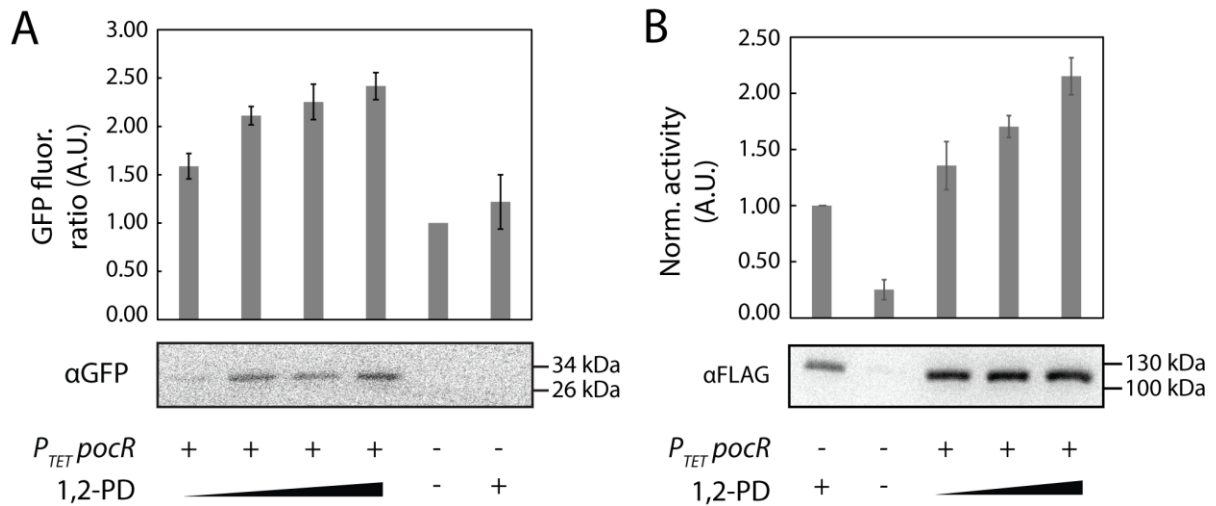 A
GFP fluor.
ratio (A.U.)
3.00
2.50
2.00
1.50
1.00
0.50
0.00
αGFP
34 kDa
26 kDa
P_TET pocR + + + + - -
1,2-PD - +
B
Norm. activity
(A.U.)
2.50
2.00
1.50
1.00
0.50
0.00
αFLAG
130 kDa
100 kDa
P_TET pocR - - + + +
1,2-PD + -